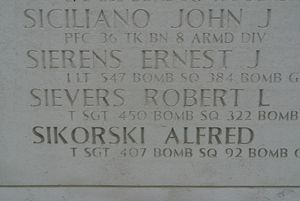 SICILIANO JOHN J
PFC 36 TK BN 8 ARMD DIV
SIERENS ERNEST J
1 LT 547 BOMB SQ 384 BOMB G
SIEVERS ROBERT L
T SGT 450 BOMB SQ 322 BOMB
SIKORSKI ALFRED
T SGT 407 BOMB SQ 92 BOMB G